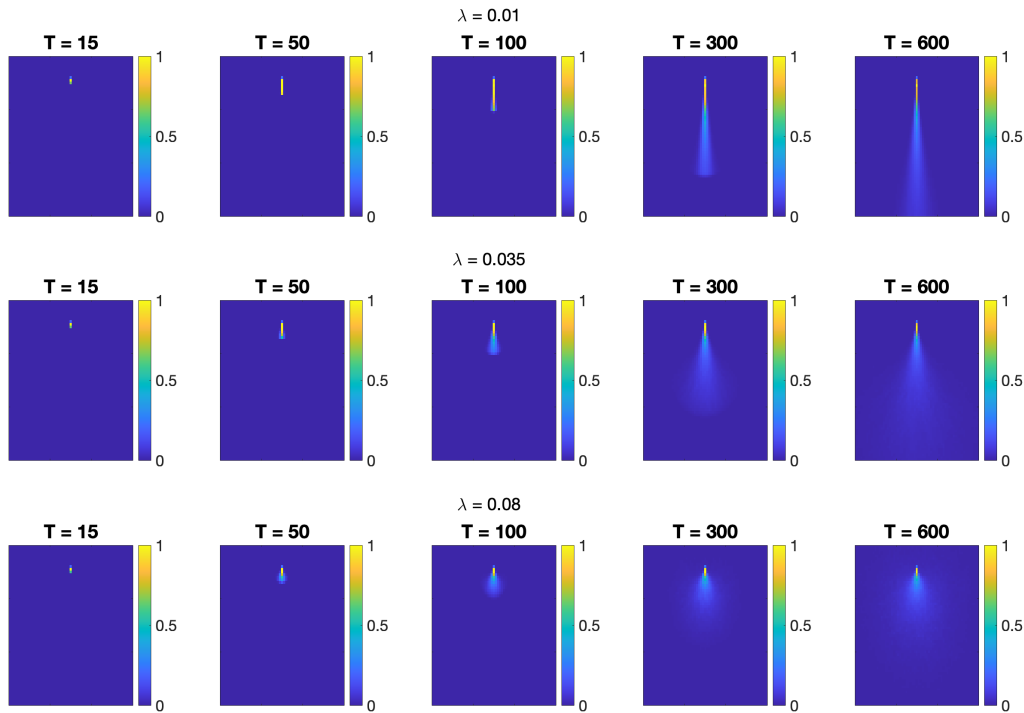 λ = 0.01
T = 15 T = 50 T = 100 T = 300 T = 600
1 1 1 1 1
0.5 0.5 0.5 0.5 0.5
0 0 0 0 0
λ = 0.035
T = 15 T = 50 T = 100 T = 300 T = 600
1 1 1 1 1
0.5 0.5 0.5 0.5 0.5
0 0 0 0 0
λ = 0.08
T = 15 T = 50 T = 100 T = 300 T = 600
1 1 1 1 1
0.5 0.5 0.5 0.5 0.5
0 0 0 0 0